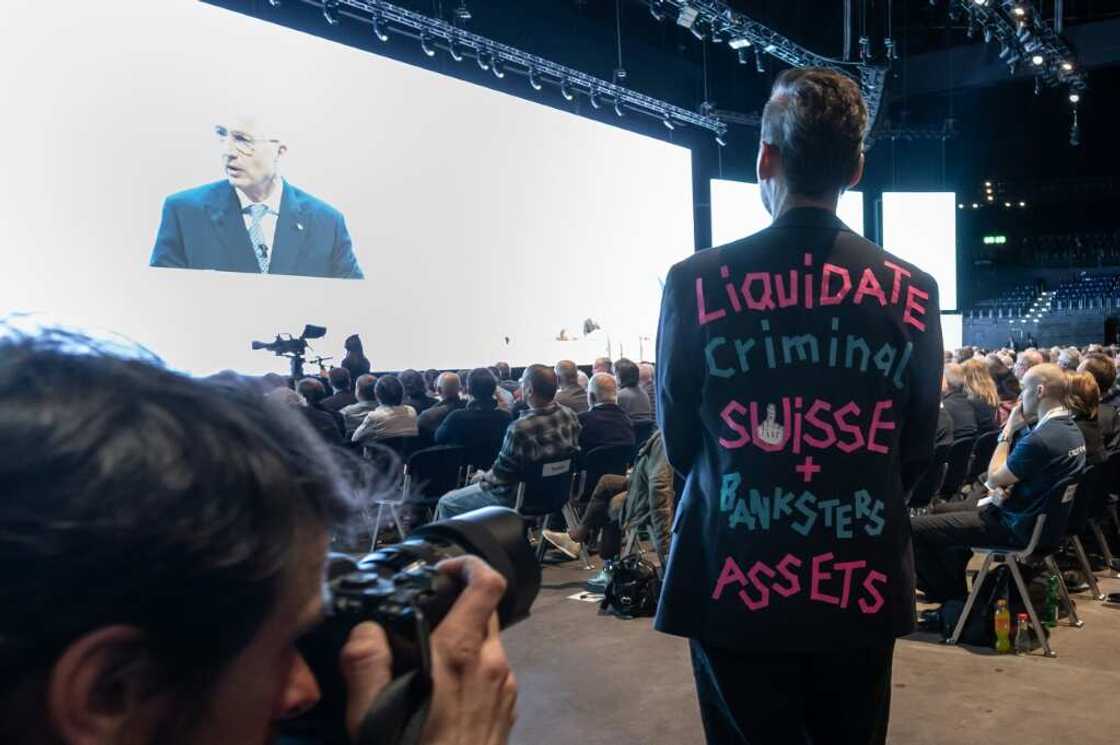 LiQUiDATE
Criminal
SUiSSE
+
BANKSTERS
ASSETS